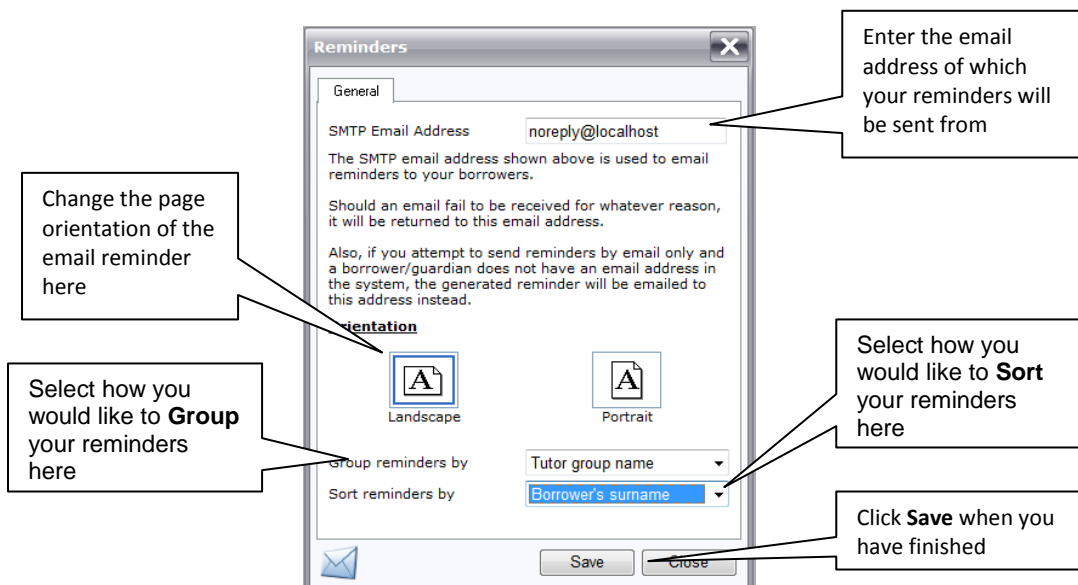 Reminders
General
SMTP Email Address
noreply@localhost
The SMTP email address shown above is used to email
reminders to your borrowers.
Should an email fail to be received for whatever reason,
it will be returned to this email address.
Also, if you attempt to send reminders by email only and
a borrower/guardian does not have an email address in
the system, the generated reminder will be emailed to
this address instead.
Orientation
A
Landscape
A
Portrait
Group reminders by
Tutor group name
Sort reminders by
Borrower's surname
Save
Close
Enter the email
address of which
your reminders will
be sent from
Change the page
orientation of the
email reminder
here
Select how you
would like to Group
your reminders
here
Select how you
would like to Sort
your reminders
here
Click Save when you
have finished